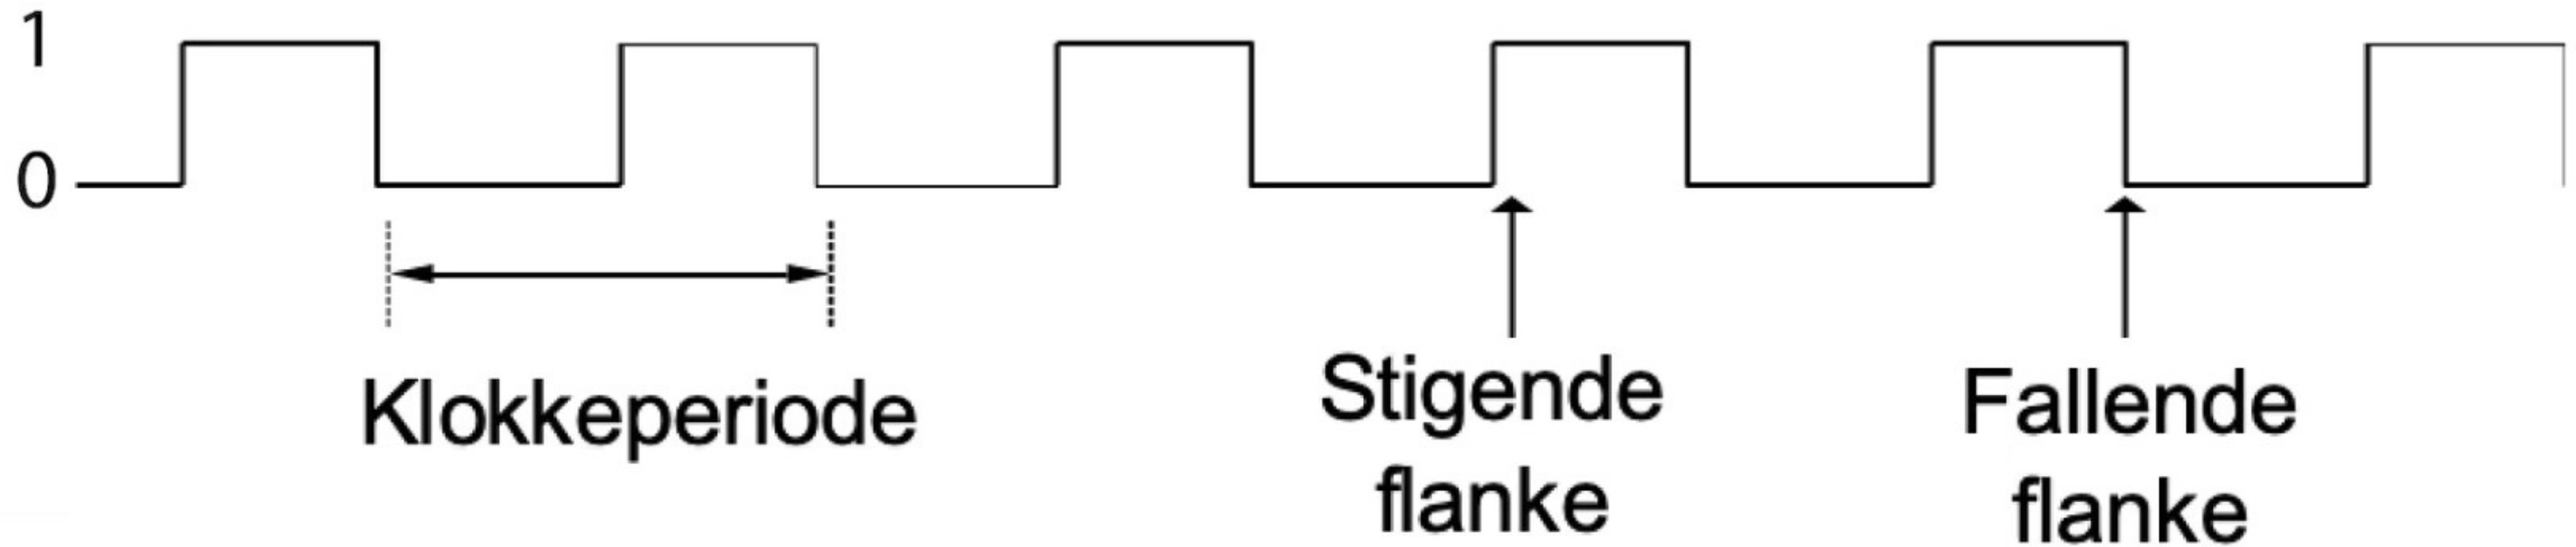 1
0
Klokkeperiode
Stigende
flanke
Fallende
flanke